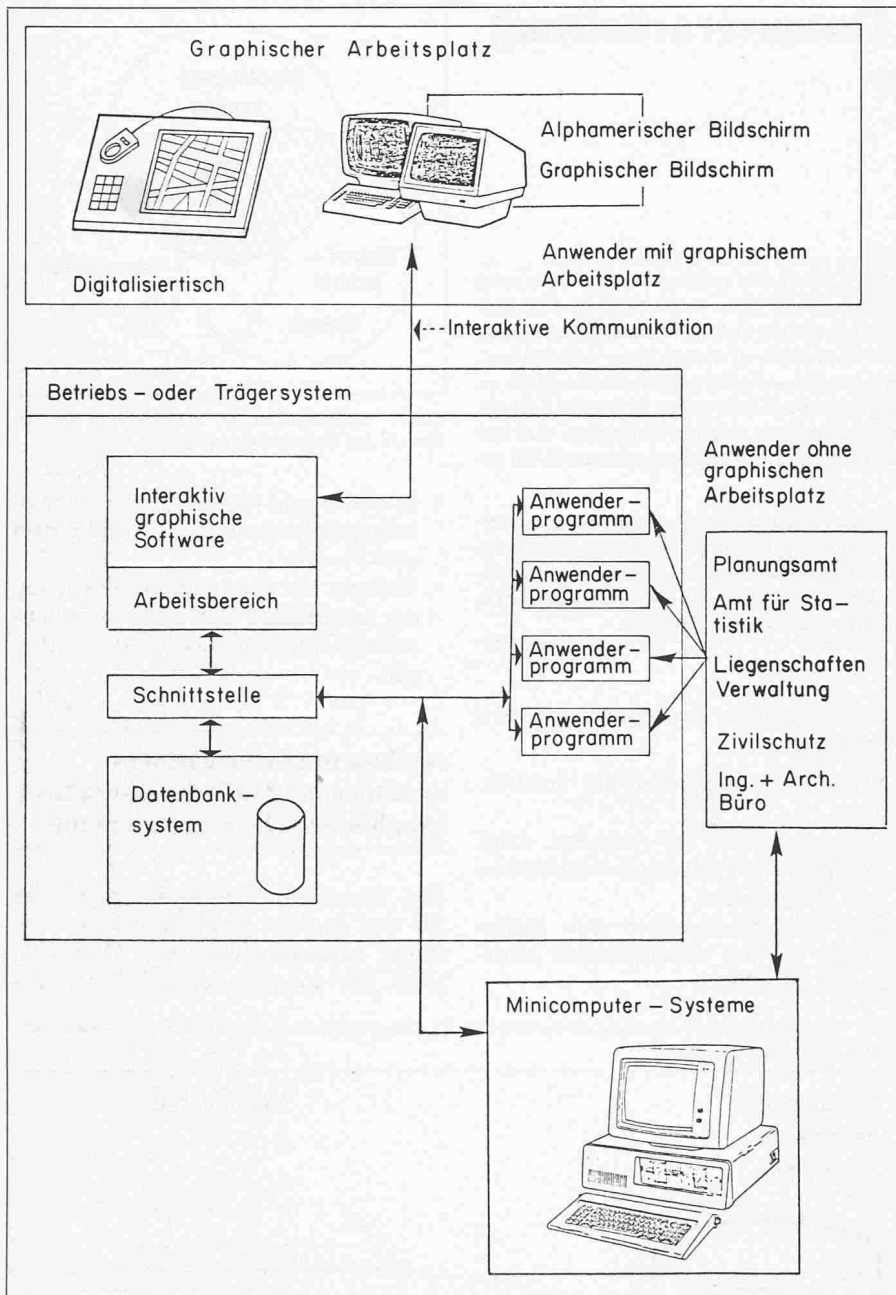 Graphischer Arbeitsplatz
Alphamerischer Bildschirm
Graphischer Bildschirm
Anwender mit graphischem
Arbeitsplatz
Digitalisiertisch
Interaktive Kommunikation
Betriebs- oder Trägersystem
Interaktiv
graphische
Software
Arbeitsbereich
Schnittstelle
Datenbank-
system
Anwender-
programm
Anwender-
programm
Anwender-
programm
Anwender-
programm
Anwender ohne
graphischen
Arbeitsplatz
Planungsamt
Amt für Sta-
tistik
Liegenschaften
Verwaltung
Zivilschutz
Ing. + Arch.
Büro
Minicomputer - Systeme